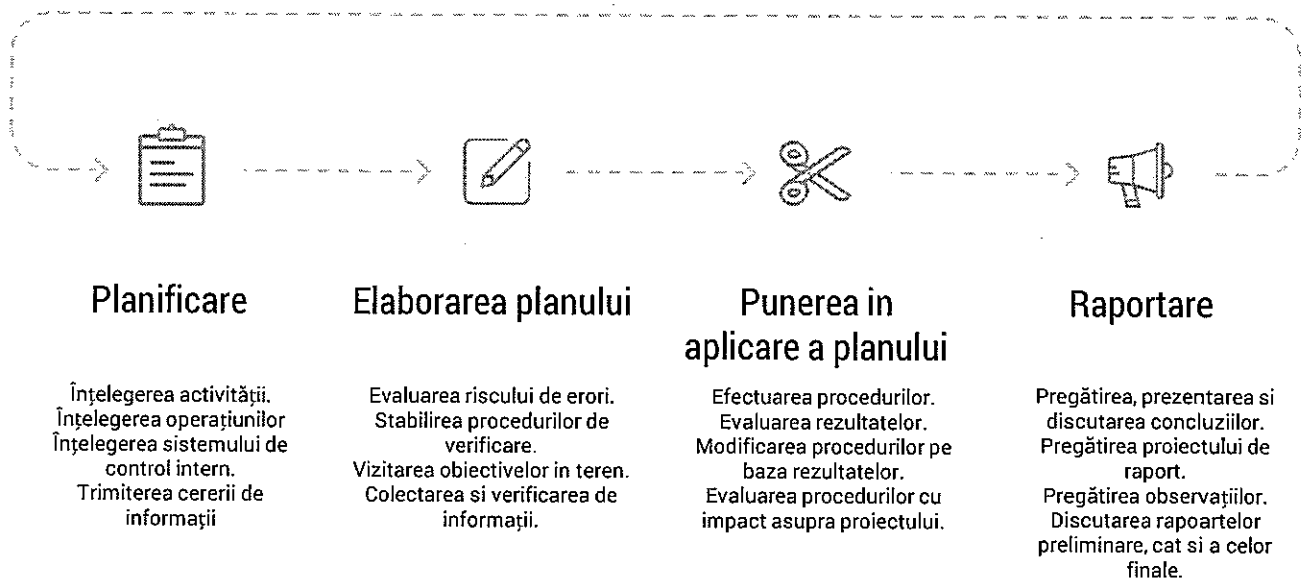 Planificare
Înțelegerea activității.
Înțelegerea operațiunilor
Înțelegerea sistemului de
control intern.
Trimiterea cererii de
informații
Elaborarea planului
Evaluarea riscului de erori.
Stabilirea procedurilor de
verificare.
Vizitarea obiectivelor in teren.
Colectarea si verificarea de
informații.
Punerea in
aplicare a planului
Efectuarea procedurilor.
Evaluarea rezultatelor.
Modificarea procedurilor pe
baza rezultatelor.
Evaluarea procedurilor cu
impact asupra proiectului.
Raportare
Pregătirea, prezentarea si
discutarea concluziilor.
Pregătirea proiectului de
raport.
Pregătirea observațiilor.
Discutarea rapoartelor
preliminare, cat si a celor
finale.